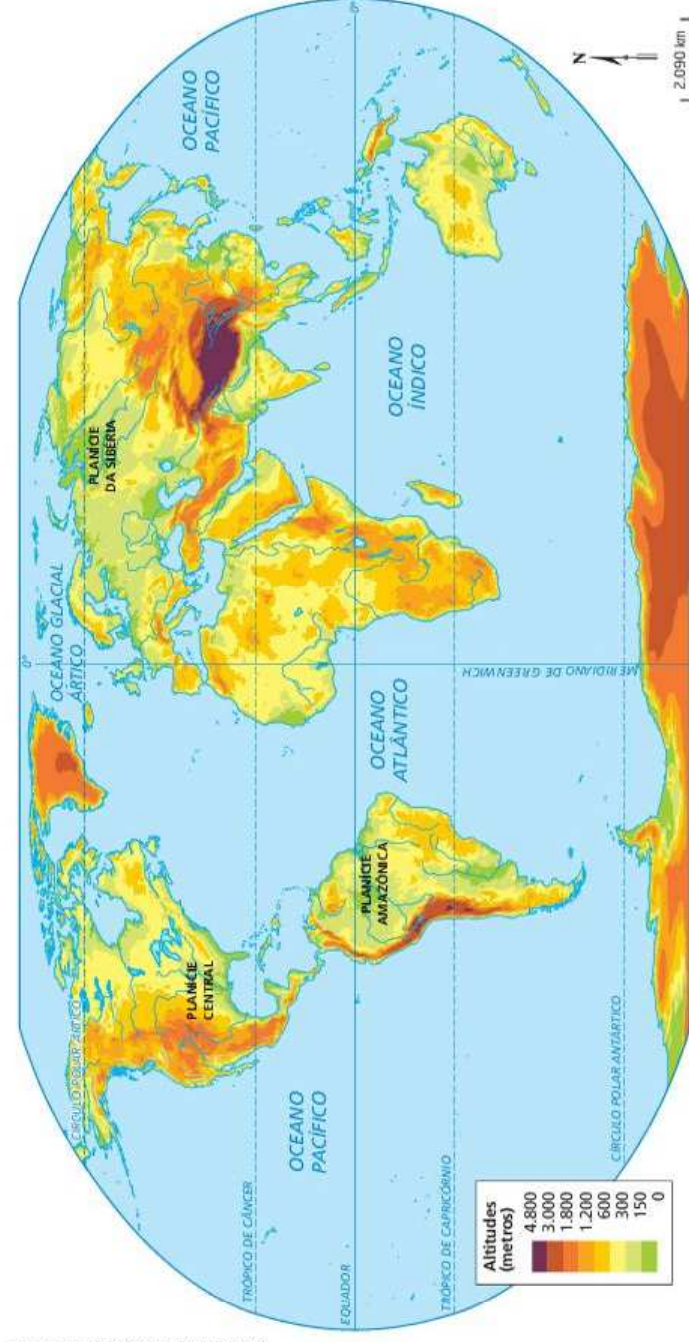 0°
0°
OCEANO GLACIAL
ÁRTICO
CÍRCULO POLAR ÁRTICO
PLANÍCIE
DA SIBÉRIA
PLANÍCIE
CENTRAL
OCEANO
PACÍFICO
TRÓPICO DE CÂNCER
OCEANO
PACÍFICO
EQUADOR
PLANÍCIE
AMAZÔNICA
OCEANO
ATLÂNTICO
OCEANO
ÍNDICO
TRÓPICO DE CAPRICÓRNIO
MERIDIANO DE GREENWICH
CÍRCULO POLAR ANTÁRTICO
Altitudes
(metros)
4.800
3.000
1.800
1.200
600
300
150
0
N
2.090 km